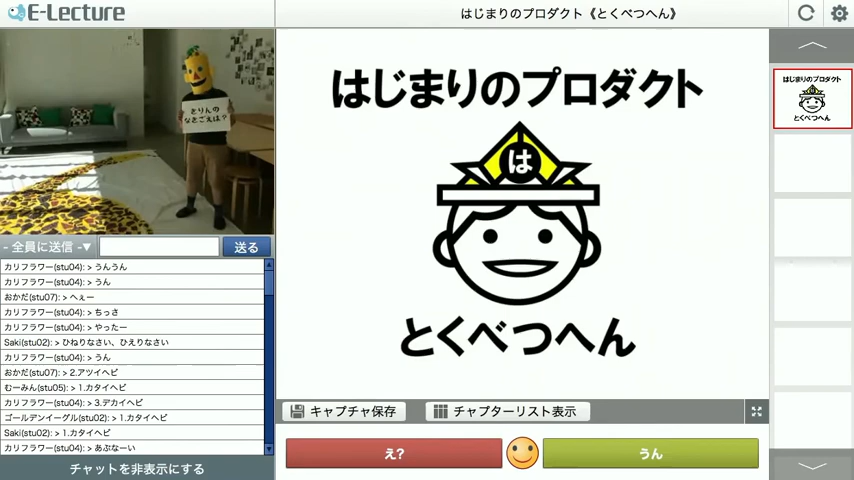 E-Lecture
はじまりのプロダクト《とくべつへん》
とりんの
なとごえは?
- 全員に送信 -▼
送る
カリフラワー(stu04): > うんうん
カリフラワー(stu04): > うん
おかだ(stu07): > へぇー
カリフラワー(stu04): > ちっさ
カリフラワー(stu04): > やったー
Saki(stu02): > ひねりなさい、ひえりなさい
カリフラワー(stu04): > うん
おかだ(stu07): > 2.アツイヘビ
むーみん(stu05): > 1.カタイヘビ
カリフラワー(stu04): > 3.デカイヘビ
ゴールデンイーグル(stu02): > 1.カタイヘビ
Saki(stu02): > 1.カタイヘビ
カリフラワー(stu04): > あぶなーい
チャットを非表示にする
はじまりのプロダクト
は
とくべつへん
キャプチャ保存
チャプターリスト表示
え?
うん
はじまりのプロダクト
は
とくべつへん